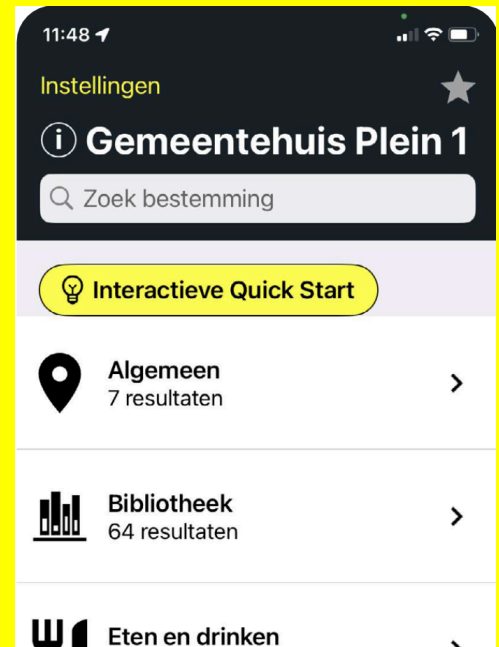 11:48
Instellingen
Gemeentehuis Plein 1
Zoek bestemming
Interactieve Quick Start
Algemeen
7 resultaten
Bibliotheek
64 resultaten
Eten en drinken